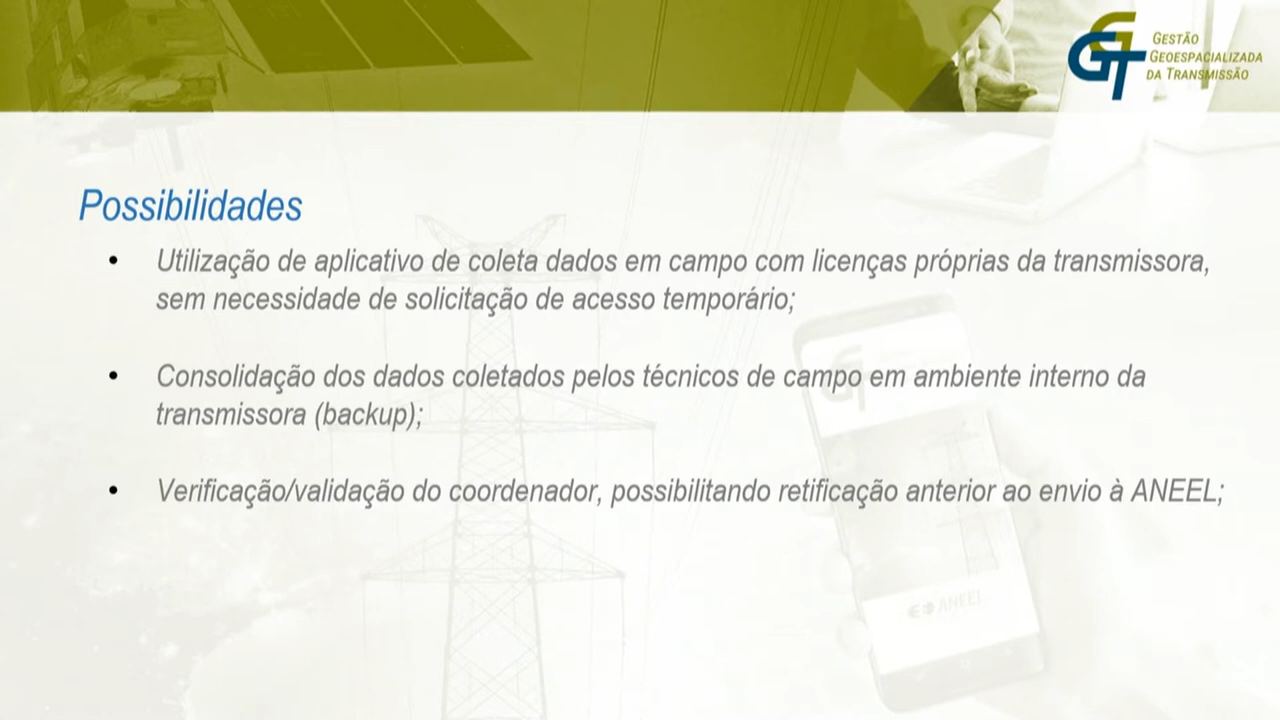 GESTÃO
GEOESPACIALIZADA
DA TRANSMISSÃO
GGT
Possibilidades
• Utilização de aplicativo de coleta dados em campo com licenças próprias da transmissora,
sem necessidade de solicitação de acesso temporário;
• Consolidação dos dados coletados pelos técnicos de campo em ambiente interno da
transmissora (backup);
• Verificação/validação do coordenador, possibilitando retificação anterior ao envio à ANEEL;
ANEEL